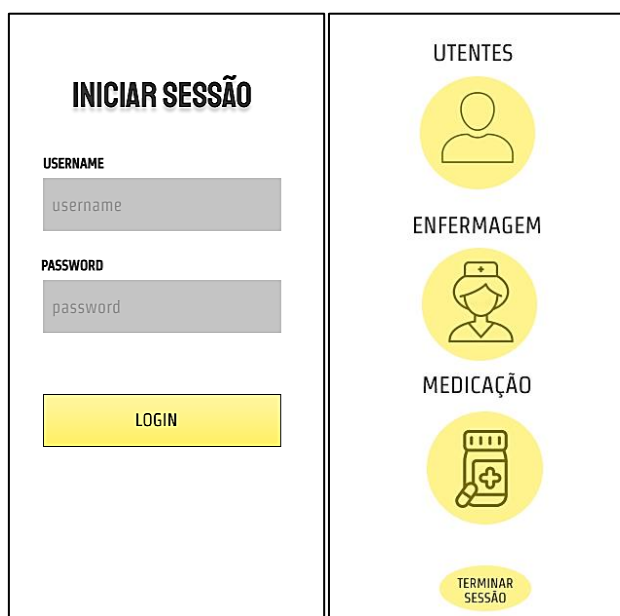 INICIAR SESSÃO
USERNAME
username
PASSWORD
password
LOGIN
UTENTES
ENFERMAGEM
MEDICAÇÃO
TERMINAR
SESSÃO